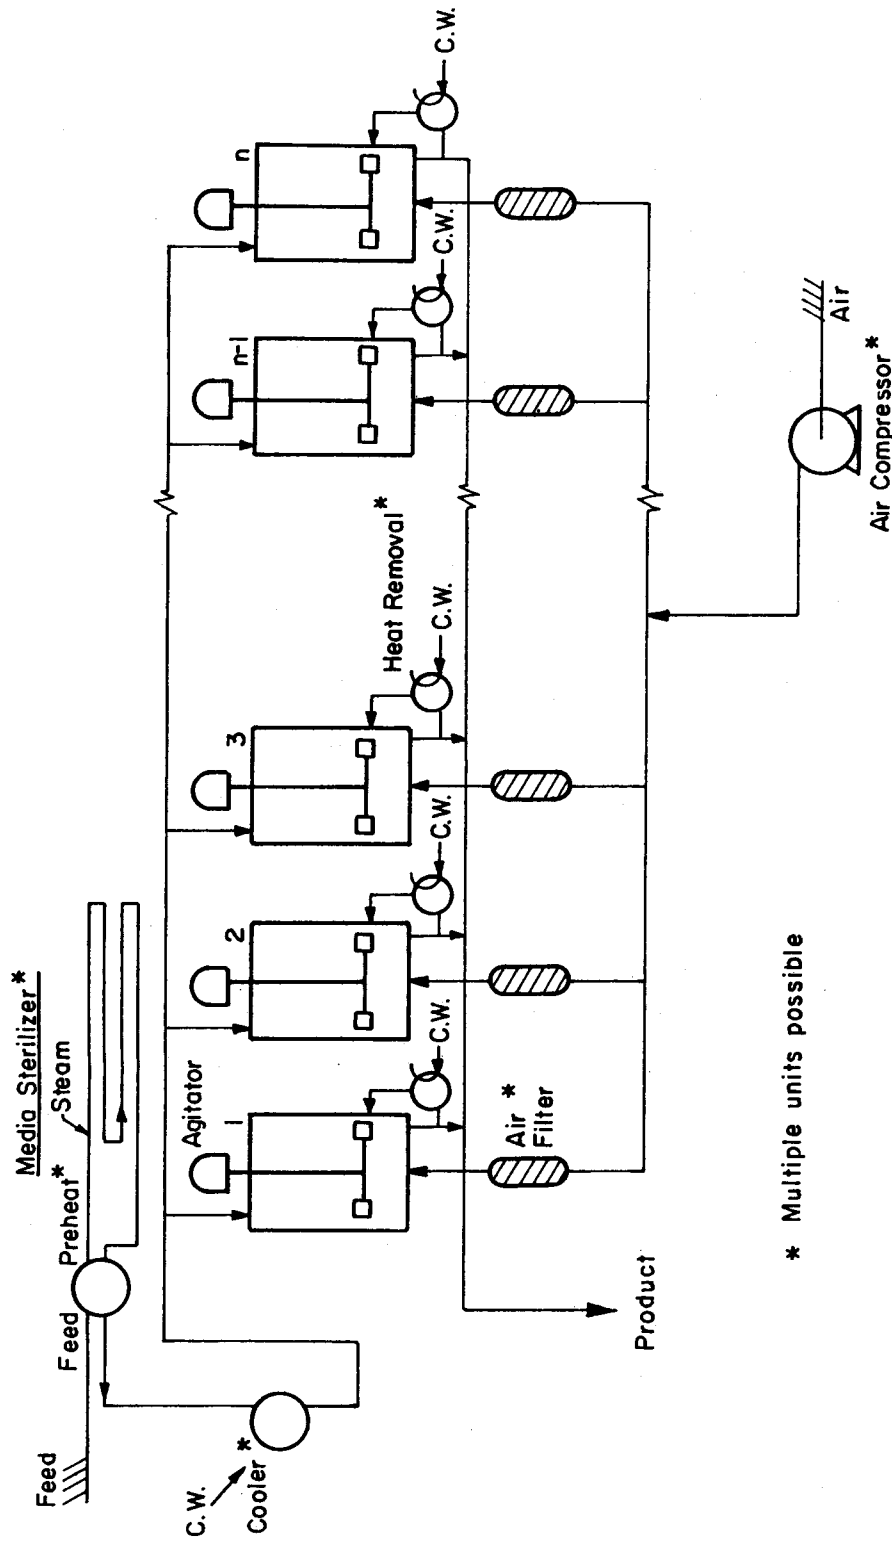 Feed
Feed Preheat*
Media Sterilizer*
Steam
C.W.
Cooler *
Agitator
1
2
3
n-1
n
C.W.
C.W.
C.W.
C.W.
C.W.
Heat Removal*
Air *
Filter
Product
Air
Air Compressor*
* Multiple units possible